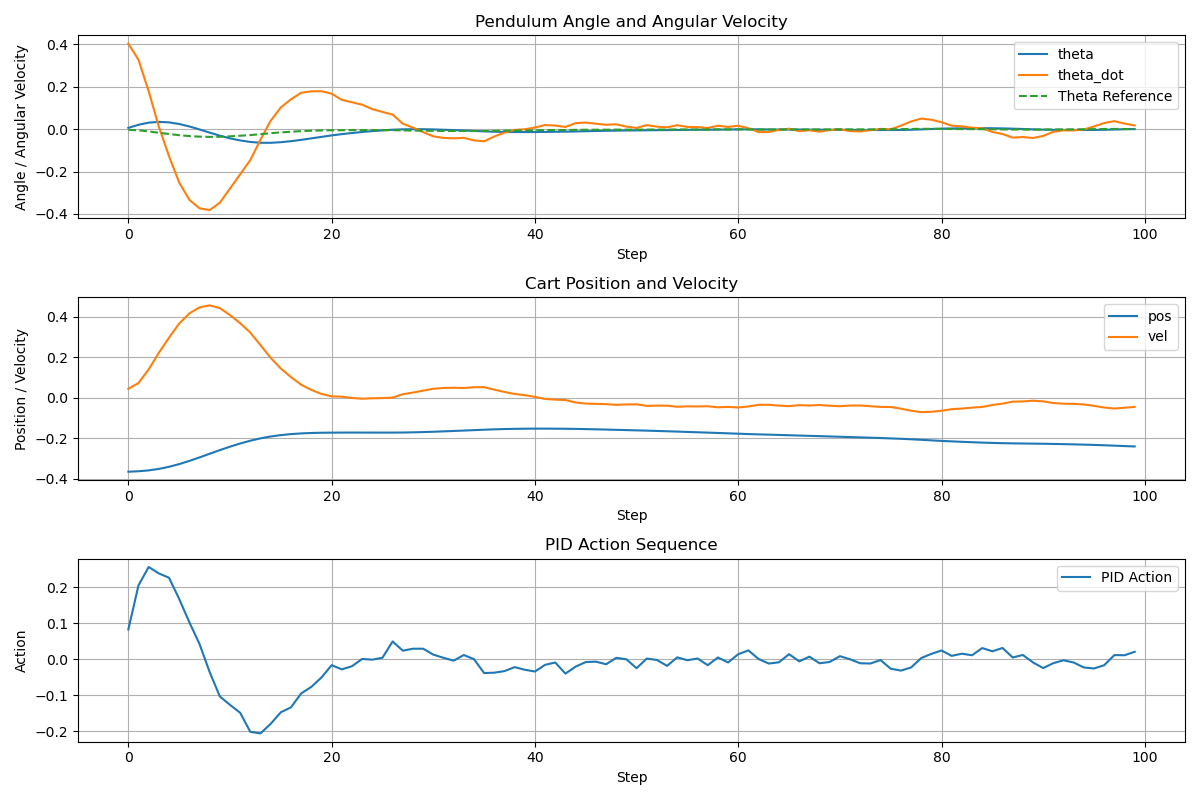 Pendulum Angle and Angular Velocity
Angle / Angular Velocity
0.4
0.2
0.0
−0.2
−0.4
theta
theta_dot
Theta Reference
0 20 40 60 80 100
Step
Cart Position and Velocity
Position / Velocity
0.4
0.2
0.0
−0.2
−0.4
pos
vel
0 20 40 60 80 100
Step
PID Action Sequence
Action
0.2
0.1
0.0
−0.1
−0.2
PID Action
0 20 40 60 80 100
Step